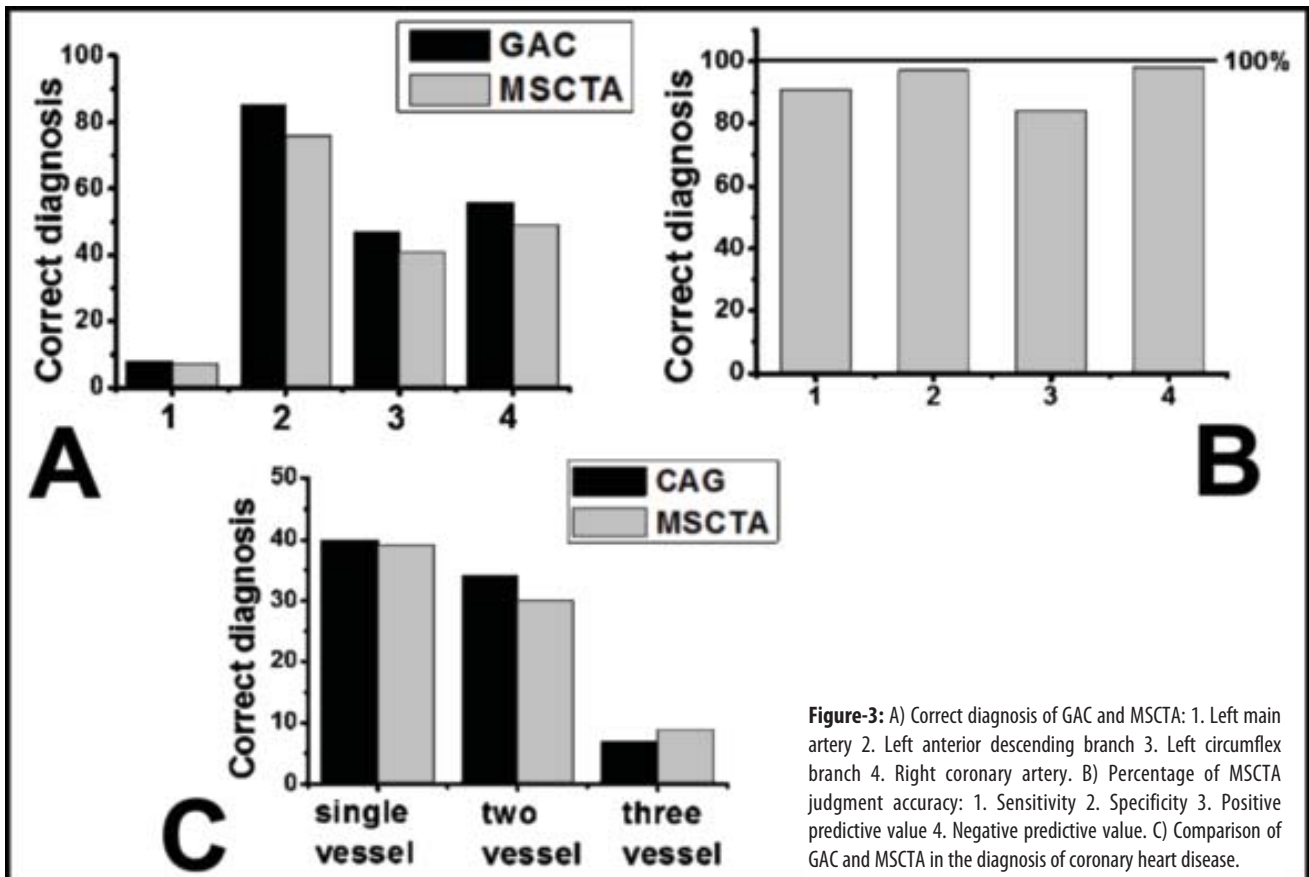 GAC
MSCTA
Correct diagnosis
100
80
60
40
20
0
1 2 3 4
A
Correct diagnosis
100
80
60
40
20
0
100%
1 2 3 4
B
CAG
MSCTA
Correct diagnosis
50
40
30
20
10
0
single two three
vessel vessel vessel
C
Figure-3: A) Correct diagnosis of GAC and MSCTA: 1. Left main
artery 2. Left anterior descending branch 3. Left circumflex
branch 4. Right coronary artery. B) Percentage of MSCTA
judgment accuracy: 1. Sensitivity 2. Specificity 3. Positive
predictive value 4. Negative predictive value. C) Comparison of
GAC and MSCTA in the diagnosis of coronary heart disease.